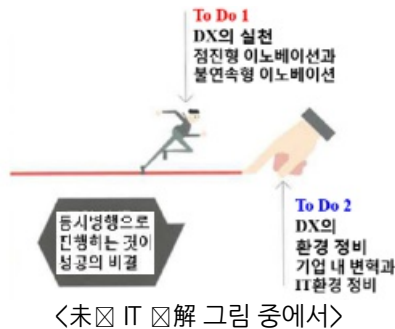 To Do 1
DX의 실천
점진형 이노베이션과
불연속형 이노베이션
동시병행으로
진행하는 것이
성공의 비결
To Do 2
DX의
환경 정비
기업 내 변혁과
IT환경 정비
<未☒ IT ☒解 그림 중에서>